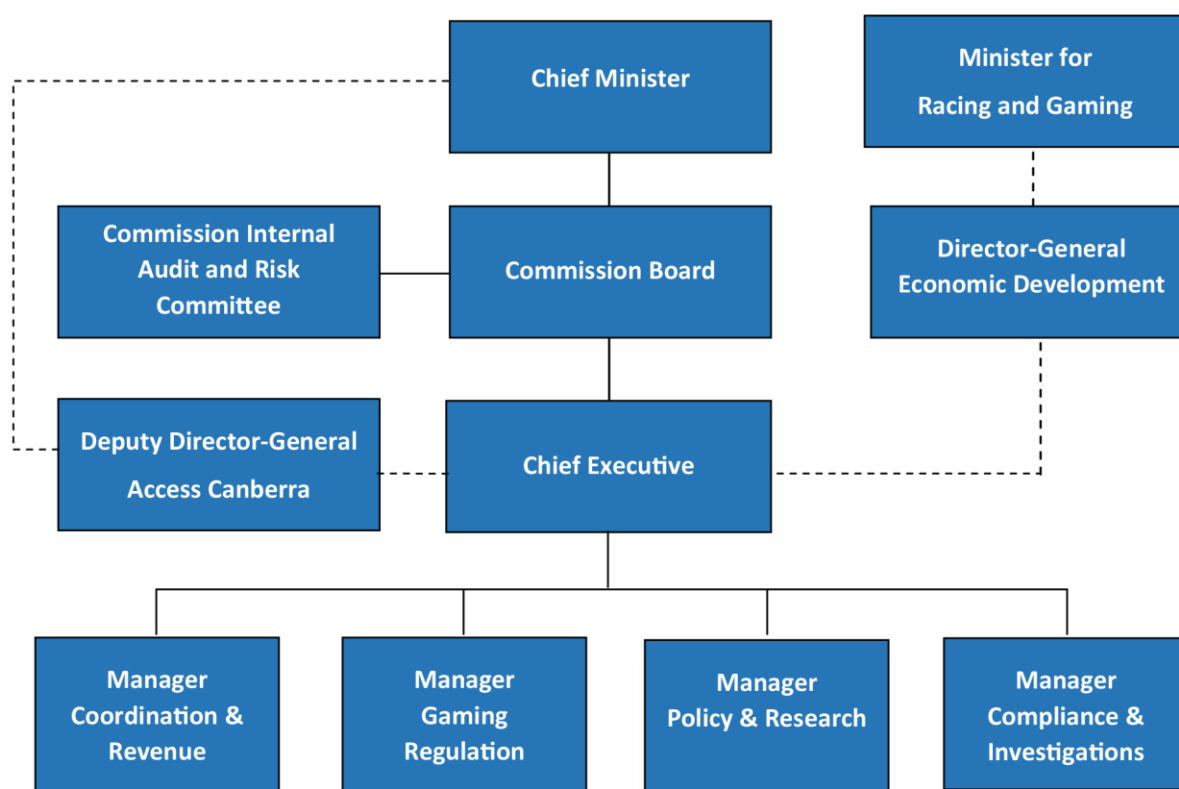 Chief Minister
Minister for
Racing and Gaming
Commission Internal
Audit and Risk
Committee
Commission Board
Director-General
Economic Development
Deputy Director-General
Access Canberra
Chief Executive
Manager
Coordination &
Revenue
Manager
Gaming
Regulation
Manager
Policy & Research
Manager
Compliance &
Investigations